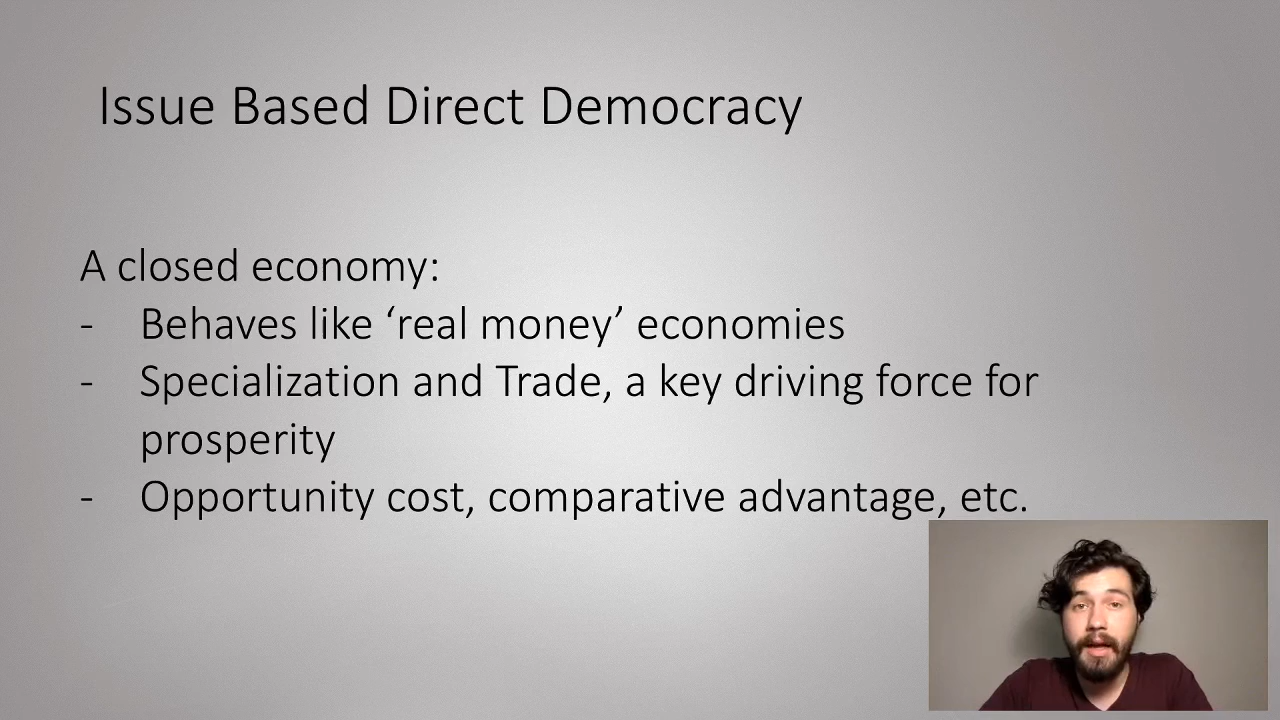 Issue Based Direct Democracy
A closed economy:
- Behaves like ‘real money’ economies
- Specialization and Trade, a key driving force for
prosperity
- Opportunity cost, comparative advantage, etc.